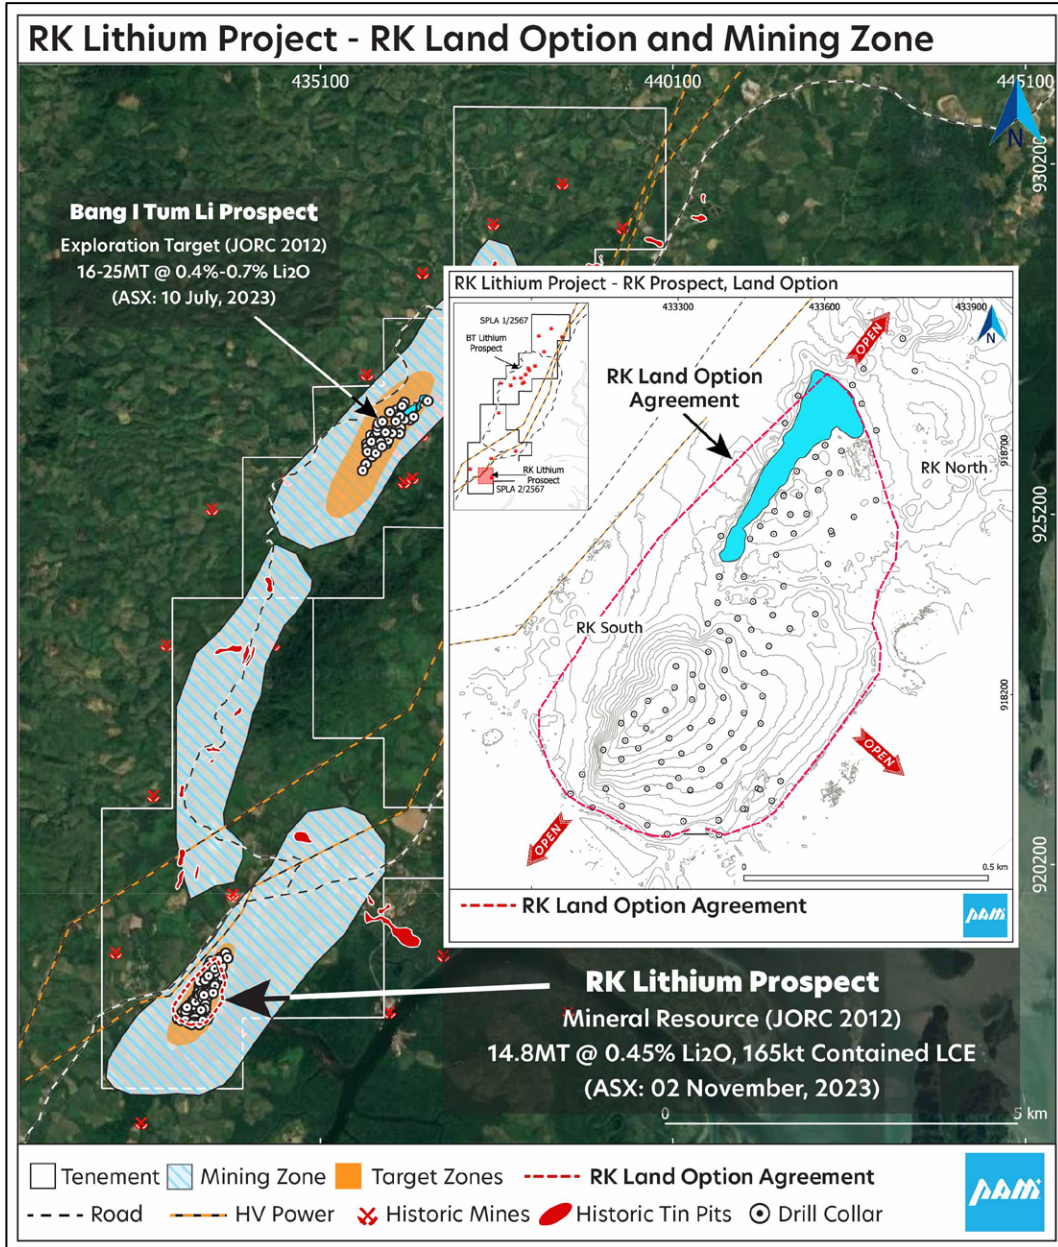 RK Lithium Project - RK Land Option and Mining Zone
435100
440100
445100
N
930200
Bang I Tum Li Prospect
Exploration Target (JORC 2012)
16-25MT @ 0.4%-0.7% Li2O
(ASX: 10 July, 2023)
RK Lithium Project - RK Prospect, Land Option
433300
433600
433900
SPLA 1/2567
BT Lithium
Prospect
RK Lithium
Prospect
SPLA 2/2567
RK Land Option
Agreement
OPEN
N
918700
RK North
925200
RK South
918200
OPEN
OPEN
0
0.5 km
920200
RK Land Option Agreement
pam
RK Lithium Prospect
Mineral Resource (JORC 2012)
14.8MT @ 0.45% Li2O, 165kt Contained LCE
(ASX: 02 November, 2023)
0
5 km
Tenement
Mining Zone
Target Zones
RK Land Option Agreement
Road
HV Power
Historic Mines
Historic Tin Pits
Drill Collar
pam+